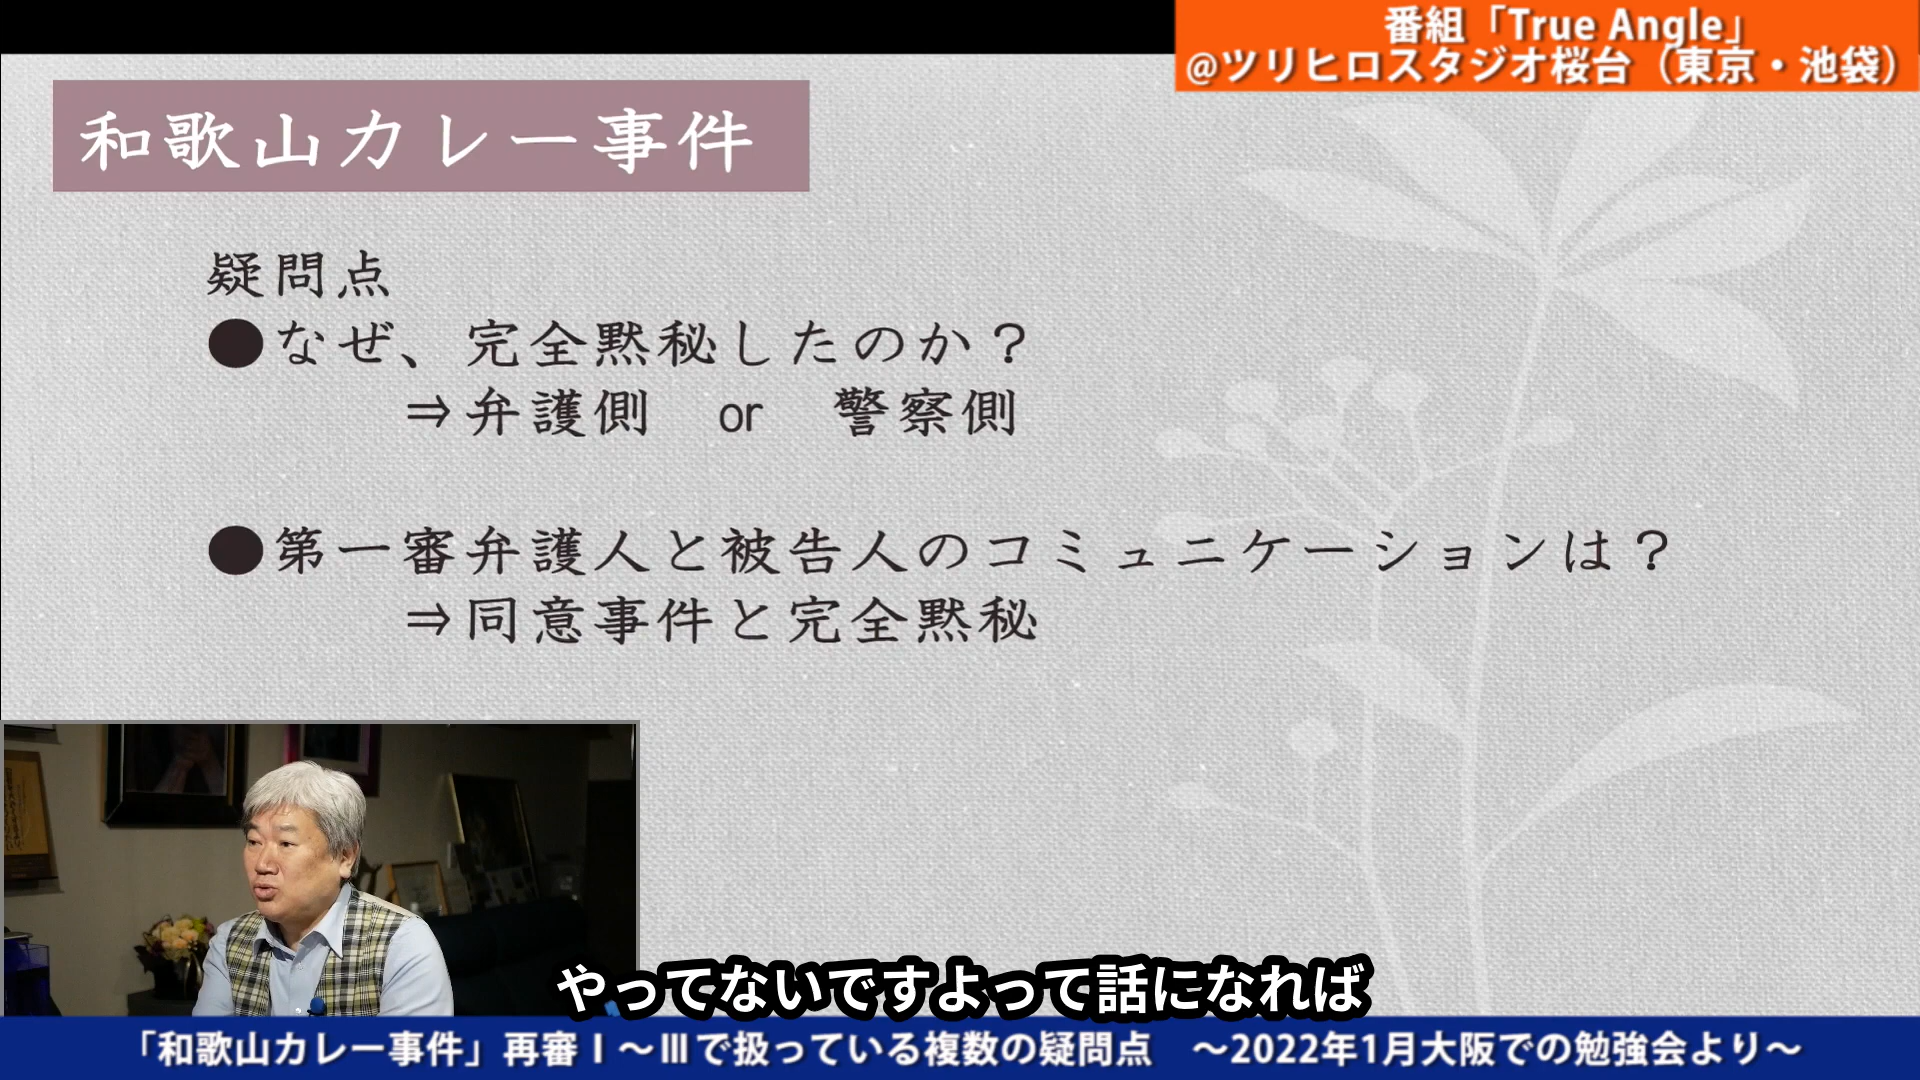 番組「True Angle」
@ツリヒロスタジオ桜台（東京・池袋）
和歌山カレー事件
疑問点
●なぜ、完全黙秘したのか？
⇒弁護側　or　警察側
●第一審弁護人と被告人のコミュニケーションは？
⇒同意事件と完全黙秘
やってないですよって話になれば
「和歌山カレー事件」再審Ⅰ～Ⅲで扱っている複数の疑問点　～2022年1月大阪での勉強会より～